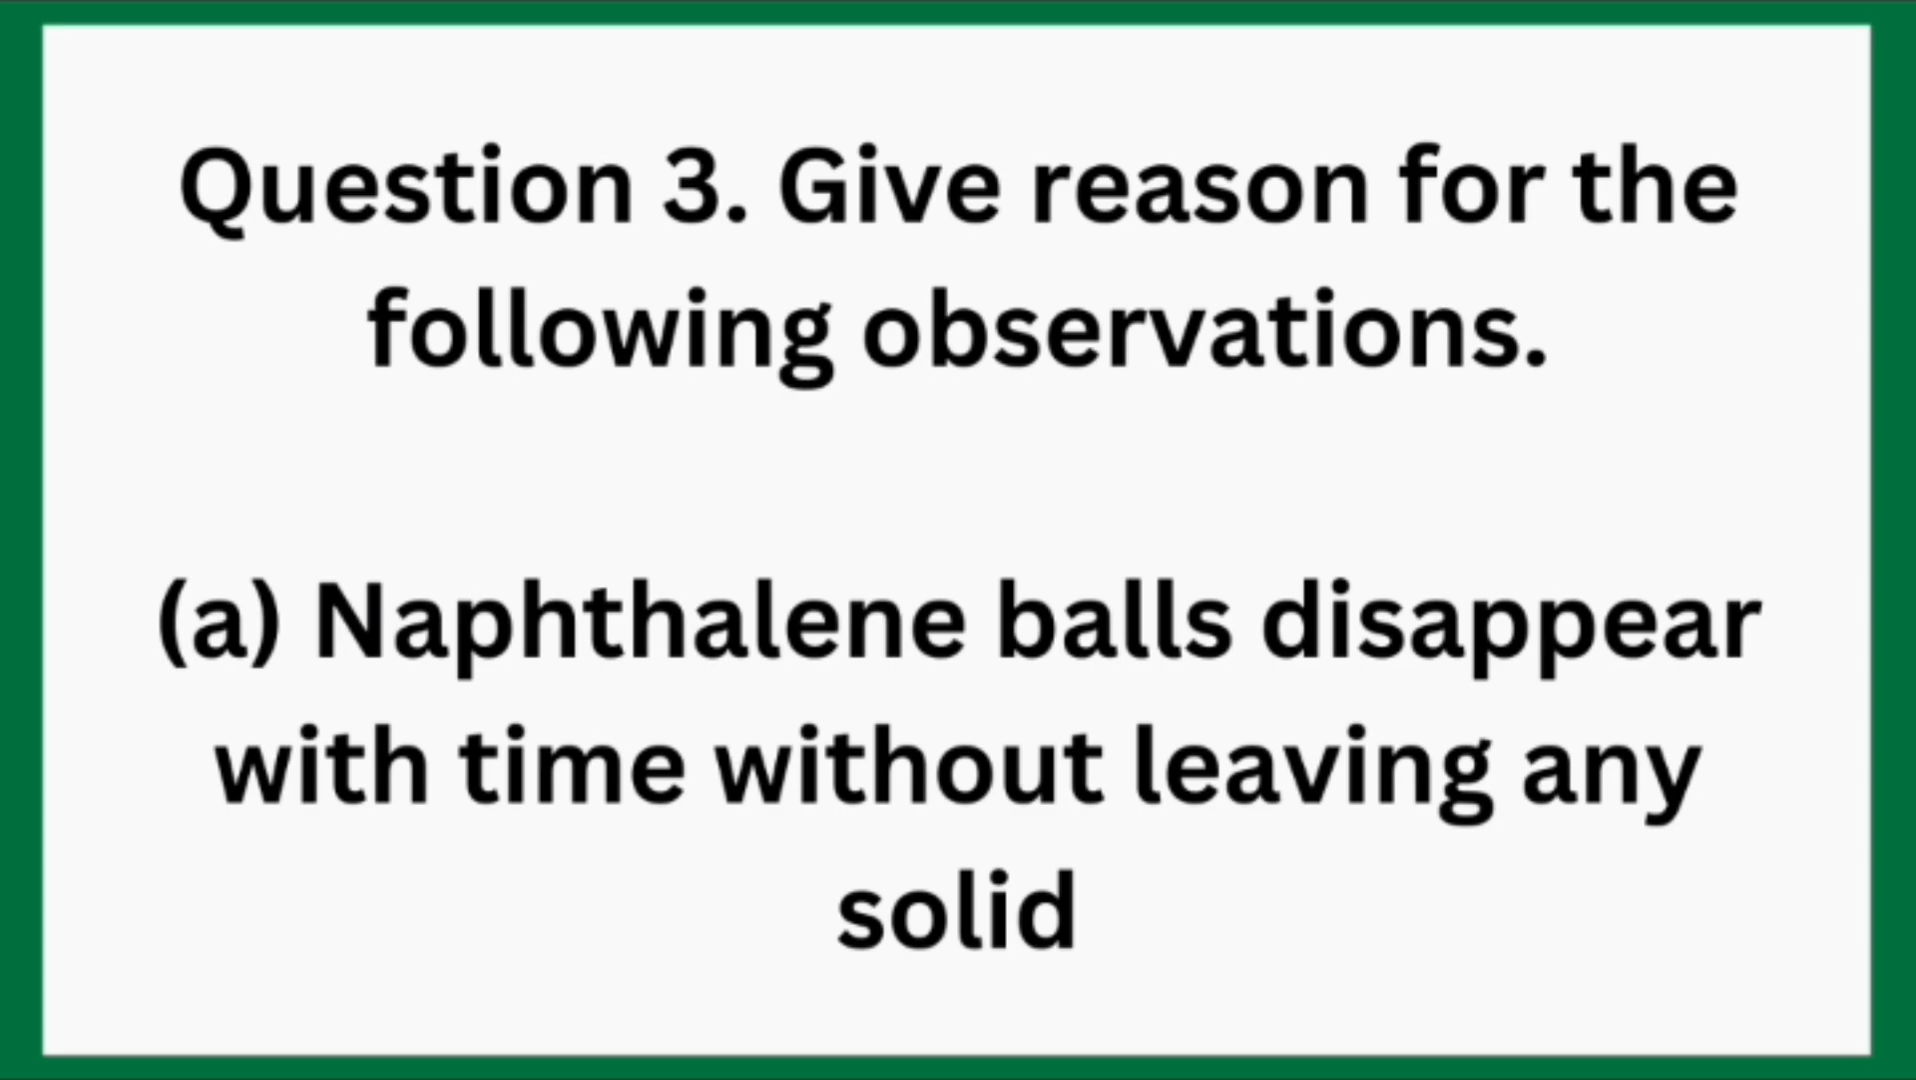 Question 3. Give reason for the
following observations.
(a) Naphthalene balls disappear
with time without leaving any
solid